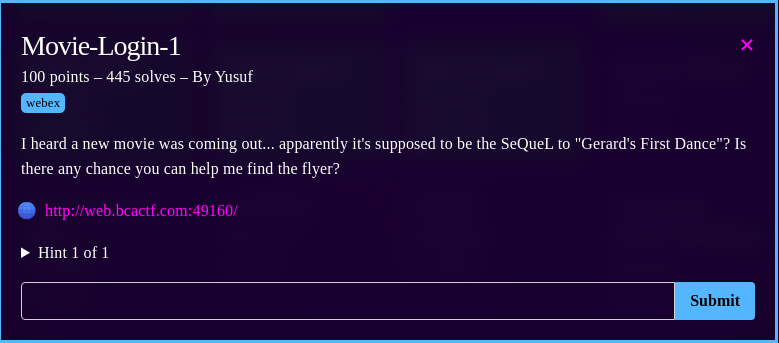 Movie-Login-1
✕
100 points – 445 solves – By Yusuf
webex
I heard a new movie was coming out... apparently it's supposed to be the SeQueL to "Gerard's First Dance"? Is
there any chance you can help me find the flyer?
http://web.bcactf.com:49160/
Hint 1 of 1
Submit